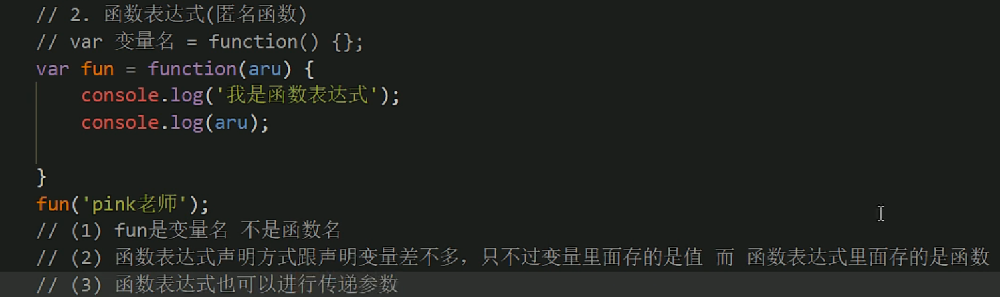 // 2. 函数表达式(匿名函数)
// var 变量名 = function() {};
var fun = function(aru) {
console.log('我是函数表达式');
console.log(aru);
}
fun('pink老师');
// (1) fun是变量名 不是函数名
// (2) 函数表达式声明方式跟声明变量差不多，只不过变量里面存的是值 而 函数表达式里面存的是函数
// (3) 函数表达式也可以进行传递参数